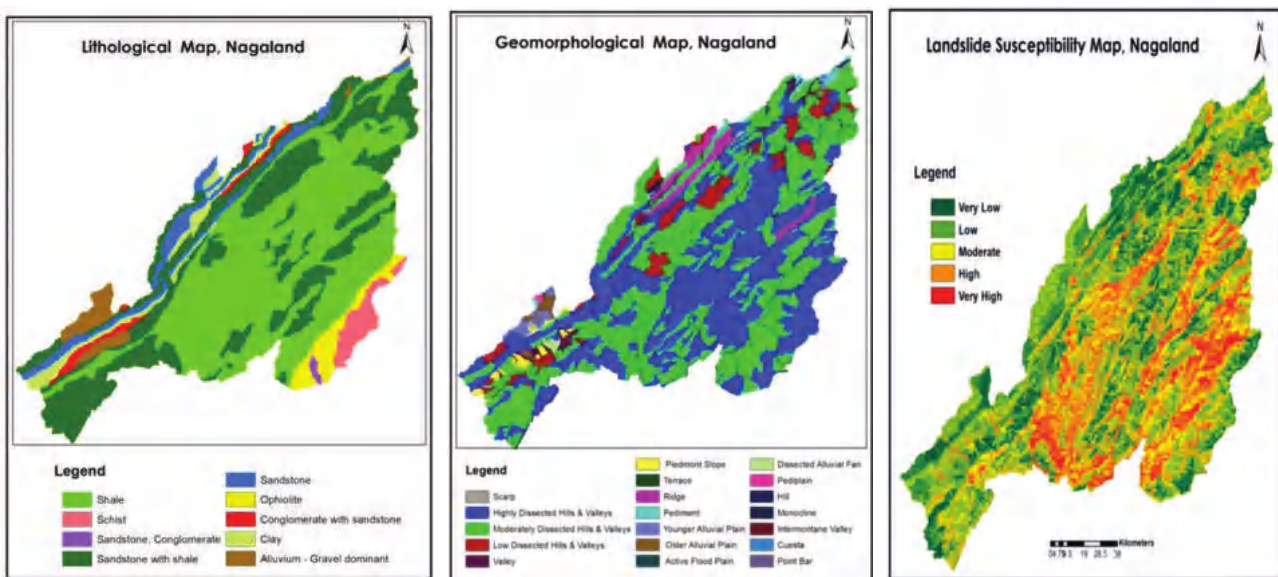 Lithological Map, Nagaland
N
Legend
Shale
Schist
Sandstone, Conglomerate
Sandstone with shale
Sandstone
Ophiolite
Conglomerate with sandstone
Clay
Alluvium - Gravel dominant
Geomorphological Map, Nagaland
N
Legend
Scarp
Highly Dissected Hills & Valleys
Moderately Dissected Hills & Valleys
Low Dissected Hills & Valleys
Valley
Piedmont Slope
Terrace
Ridge
Pediment
Younger Alluvial Plain
Older Alluvial Plain
Active Flood Plain
Dissected Alluvial Fan
Pediplain
Hill
Monocline
Intermontane Valley
Cuesta
Point Bar
Landslide Susceptibility Map, Nagaland
N
Legend
Very Low
Low
Moderate
High
Very High
Kilometers
19 28.5 38